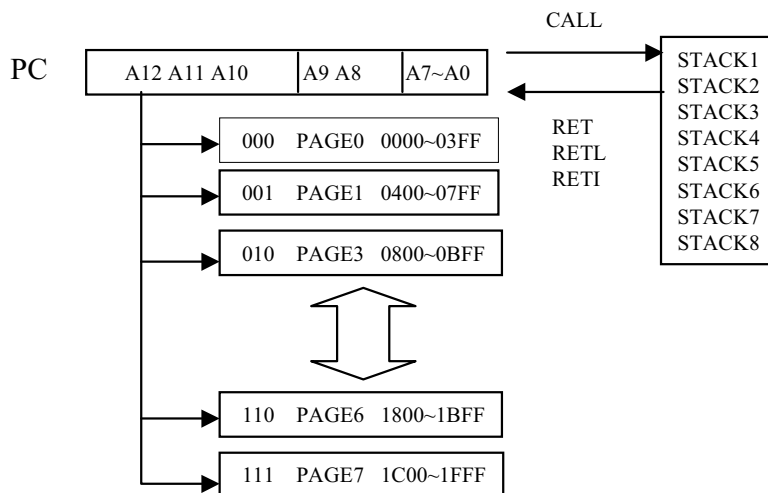 CALL
PC
A12 A11 A10 A9 A8 A7~A0
STACK1
STACK2
STACK3
STACK4
STACK5
STACK6
STACK7
STACK8
RET
RETL
RETI
000 PAGE0 0000~03FF
001 PAGE1 0400~07FF
010 PAGE3 0800~0BFF
110 PAGE6 1800~1BFF
111 PAGE7 1C00~1FFF